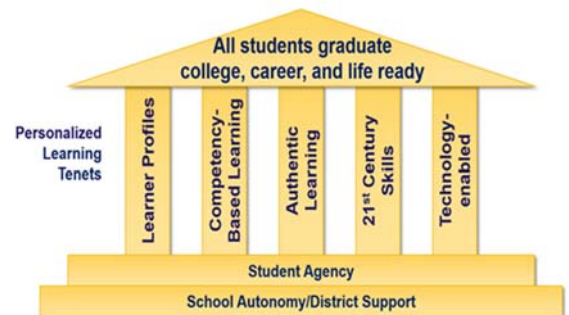 All students graduate
college, career, and life ready
Personalized
Learning
Tenets
Learner Profiles
Competency-
Based Learning
Authentic
Learning
21st Century
Skills
Technology-
enabled
Student Agency
School Autonomy/District Support